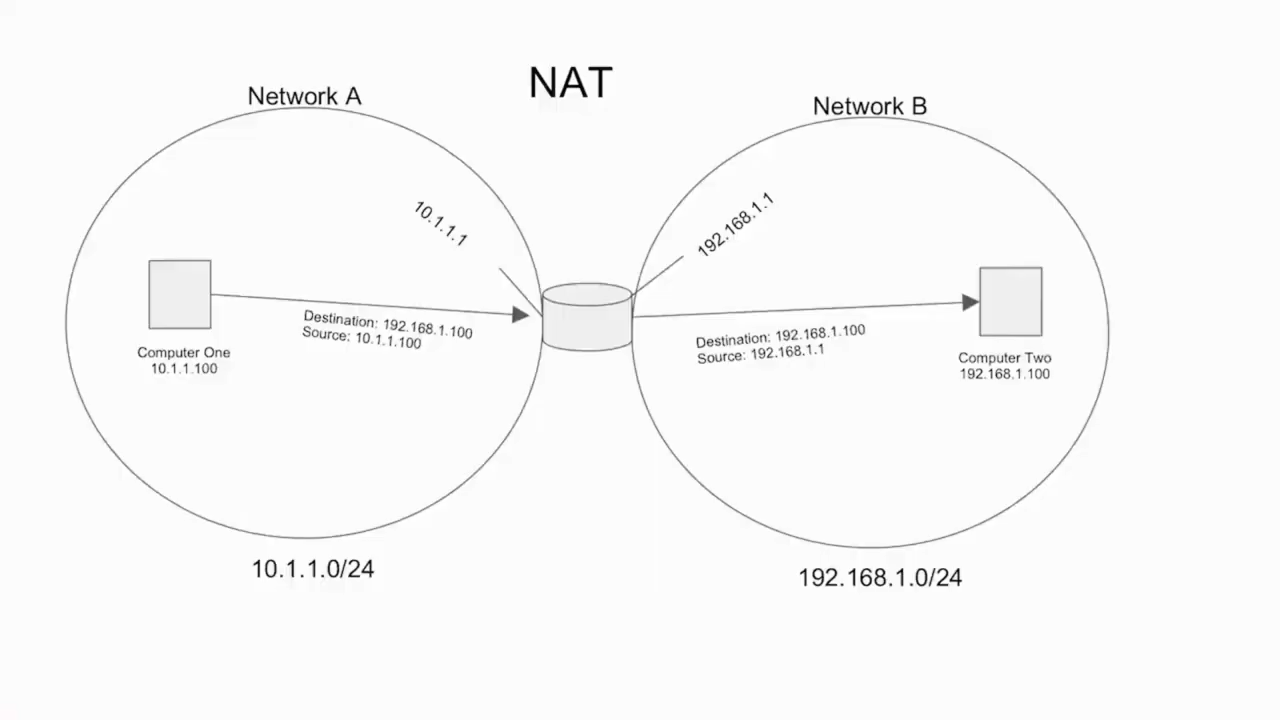 NAT
Network A
Network B
10.1.1.1
192.168.1.1
Destination: 192.168.1.100
Source: 10.1.1.100
Destination: 192.168.1.100
Source: 192.168.1.1
Computer One
10.1.1.100
Computer Two
192.168.1.100
10.1.1.0/24
192.168.1.0/24